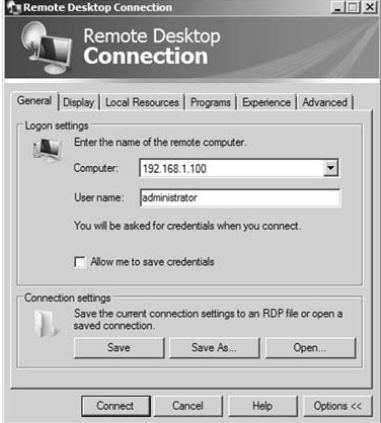 Remote Desktop Connection
Remote Desktop
Connection
General Display Local Resources Programs Experience Advanced
Logon settings
Enter the name of the remote computer.
Computer: 192.168.1.100
User name: administrator
You will be asked for credentials when you connect.
Allow me to save credentials
Connection settings
Save the current connection settings to an RDP file or open a
saved connection.
Save Save As... Open...
Connect Cancel Help Options <<